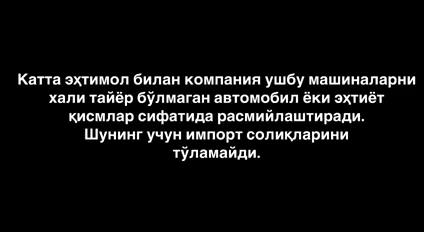 Катта эҳтимол билан компания ушбу машиналарни
хали тайёр бўлмаган автомобил ёки эҳтиёт
қисмлар сифатида расмийлаштиради.
Шунинг учун импорт солиқларини
тўламайди.